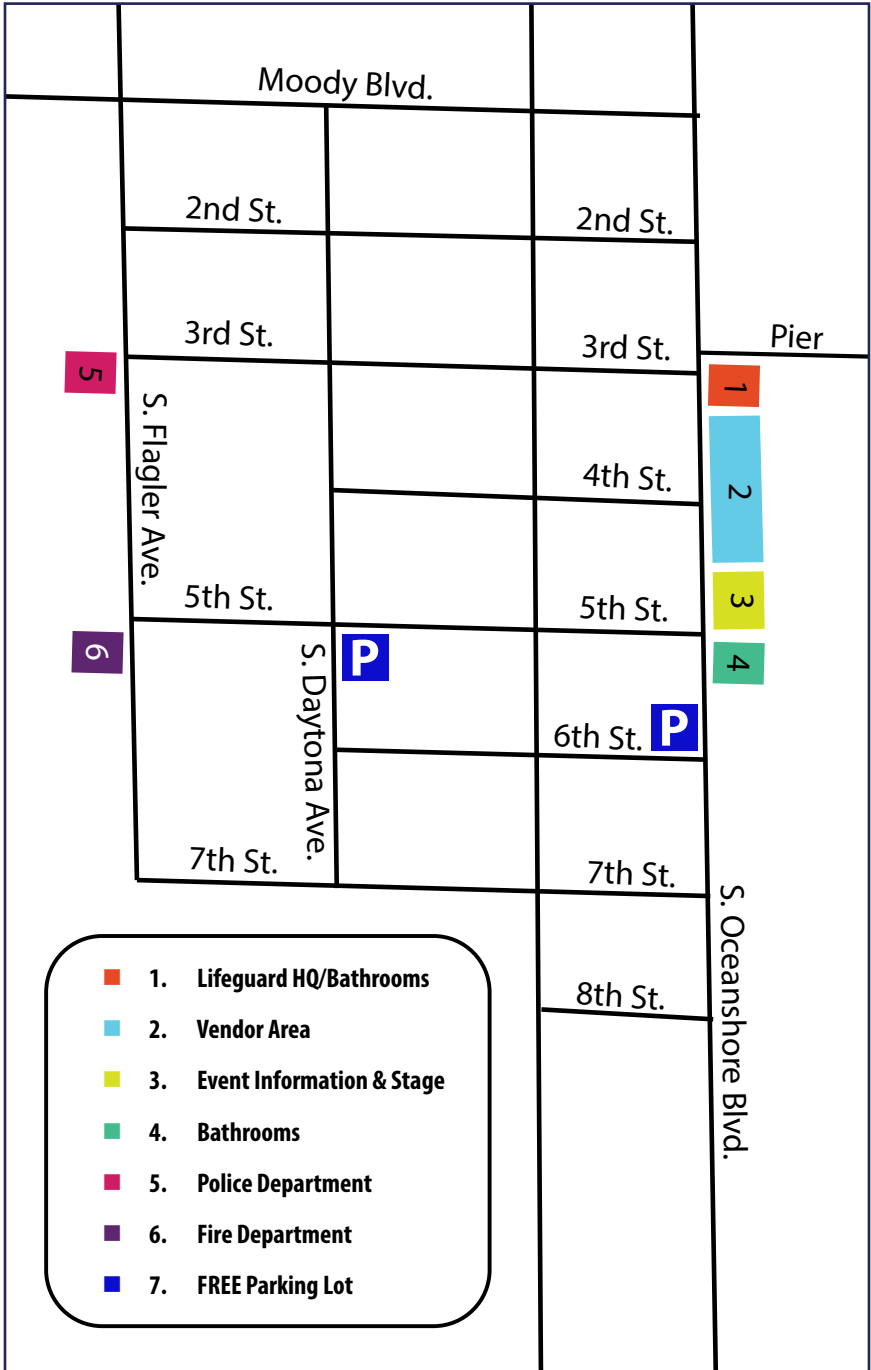 Moody Blvd.
2nd St.
2nd St.
3rd St.
3rd St.
Pier
5
1
S. Flagler Ave.
4th St.
2
5th St.
5th St.
3
6
S. Daytona Ave.
P
4
6th St.
P
7th St.
7th St.
S. Oceanshore Blvd.
8th St.
1. Lifeguard HQ/Bathrooms
2. Vendor Area
3. Event Information & Stage
4. Bathrooms
5. Police Department
6. Fire Department
7. FREE Parking Lot